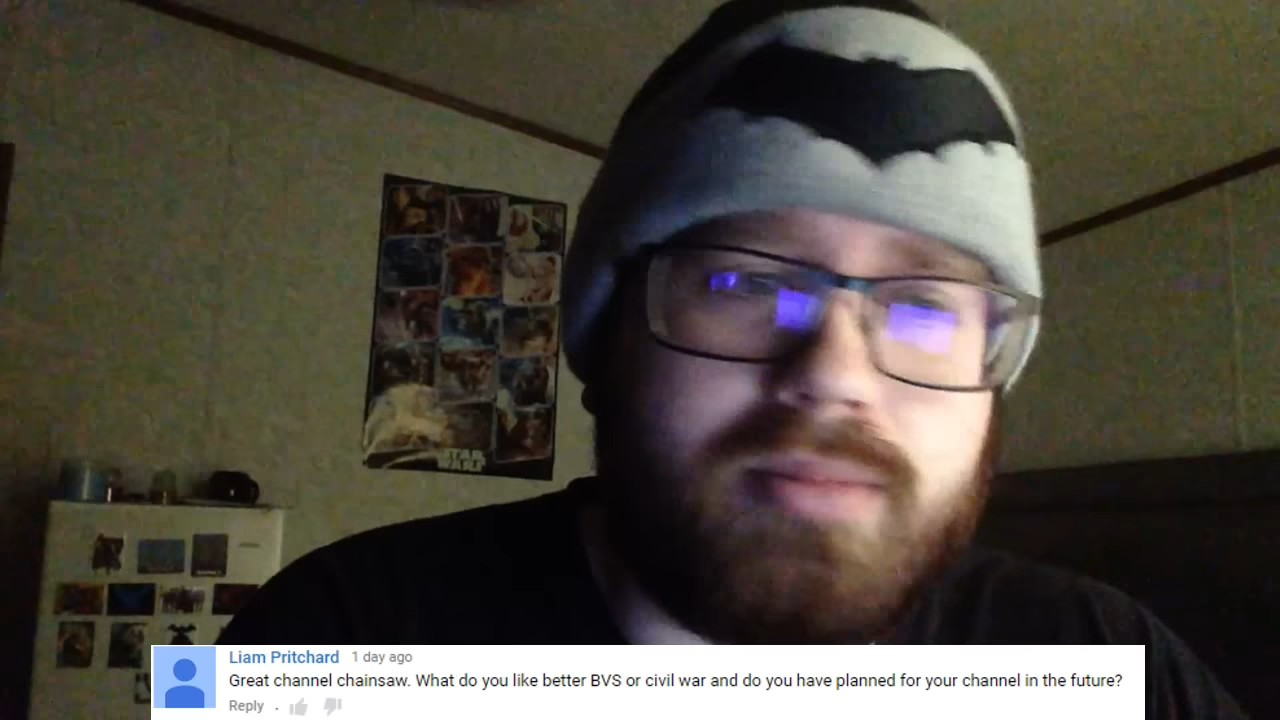 STAR
WARS
Liam Pritchard 1 day ago
Great channel chainsaw. What do you like better BVS or civil war and do you have planned for your channel in the future?
Reply .